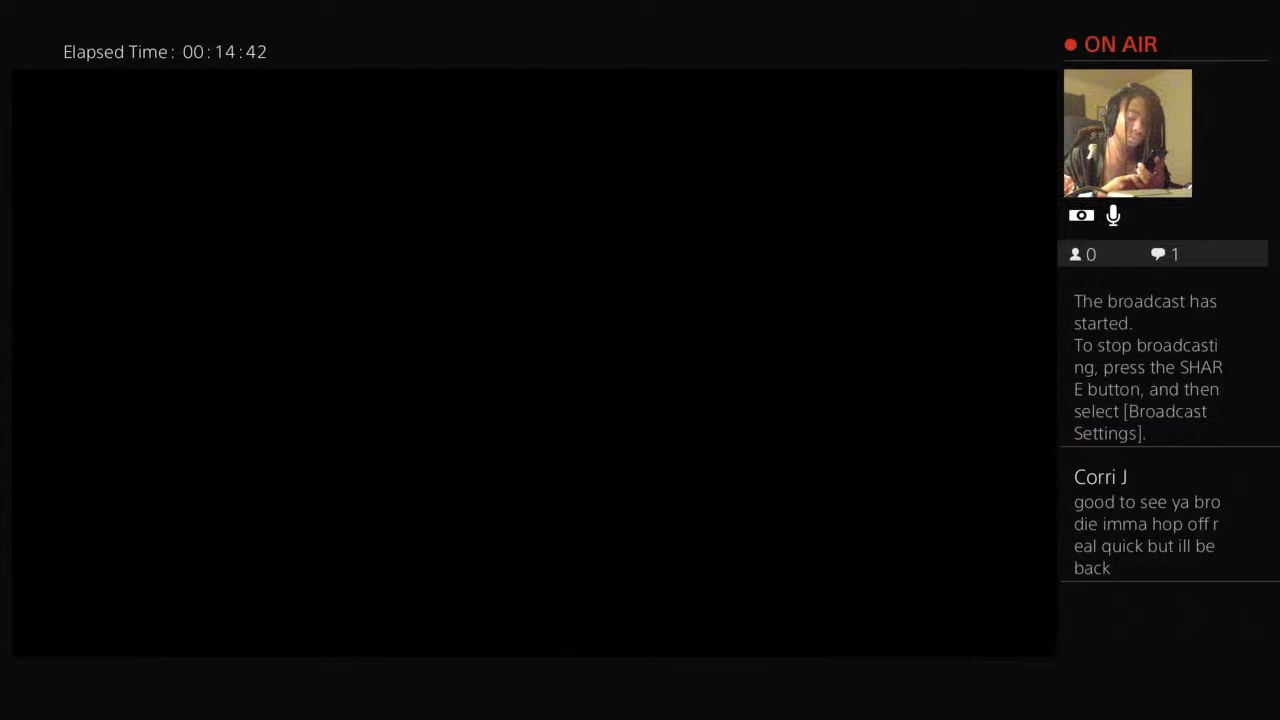 Elapsed Time: 00:14:42
ON AIR
0
1
The broadcast has
started.
To stop broadcasti
ng, press the SHAR
E button, and then
select [Broadcast
Settings].
Corri J
good to see ya bro
die imma hop off r
eal quick but ill be
back